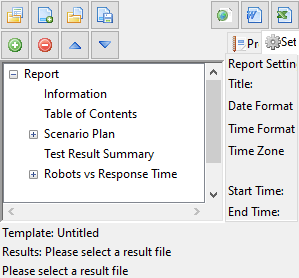 Pr
Set
Report
Information
Table of Contents
Scenario Plan
Test Result Summary
Robots vs Response Time
Report Settin
Title:
Date Format
Time Format
Time Zone
Start Time:
End Time:
Template: Untitled
Results: Please select a result file
Please select a result file